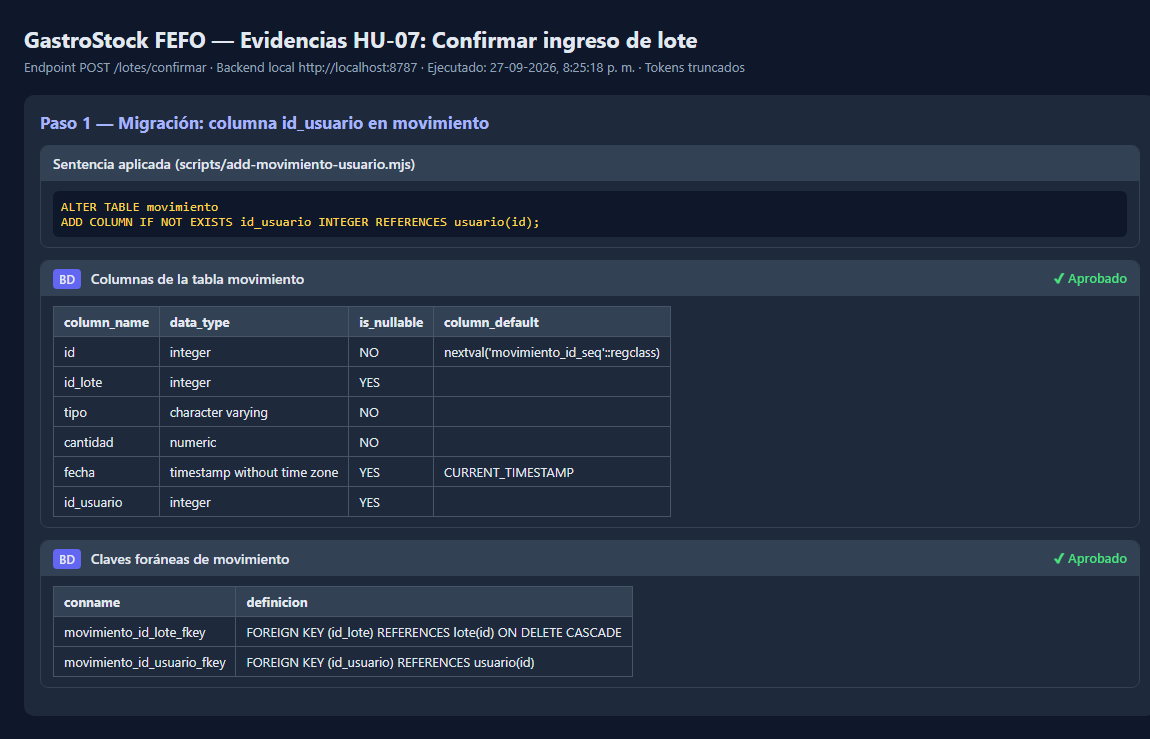 GastroStock FEFO — Evidencias HU-07: Confirmar ingreso de lote
Endpoint POST /lotes/confirmar · Backend local http://localhost:8787 · Ejecutado: 27-09-2026, 8:25:18 p. m. · Tokens truncados
Paso 1 — Migración: columna id_usuario en movimiento
Sentencia aplicada (scripts/add-movimiento-usuario.mjs)
ALTER TABLE movimiento
ADD COLUMN IF NOT EXISTS id_usuario INTEGER REFERENCES usuario(id);
BD Columnas de la tabla movimiento ✔ Aprobado
column_name data_type is_nullable column_default
id integer NO nextval('movimiento_id_seq'::regclass)
id_lote integer YES
tipo character varying NO
cantidad numeric NO
fecha timestamp without time zone YES CURRENT_TIMESTAMP
id_usuario integer YES
BD Claves foráneas de movimiento ✔ Aprobado
conname definicion
movimiento_id_lote_fkey FOREIGN KEY (id_lote) REFERENCES lote(id) ON DELETE CASCADE
movimiento_id_usuario_fkey FOREIGN KEY (id_usuario) REFERENCES usuario(id)